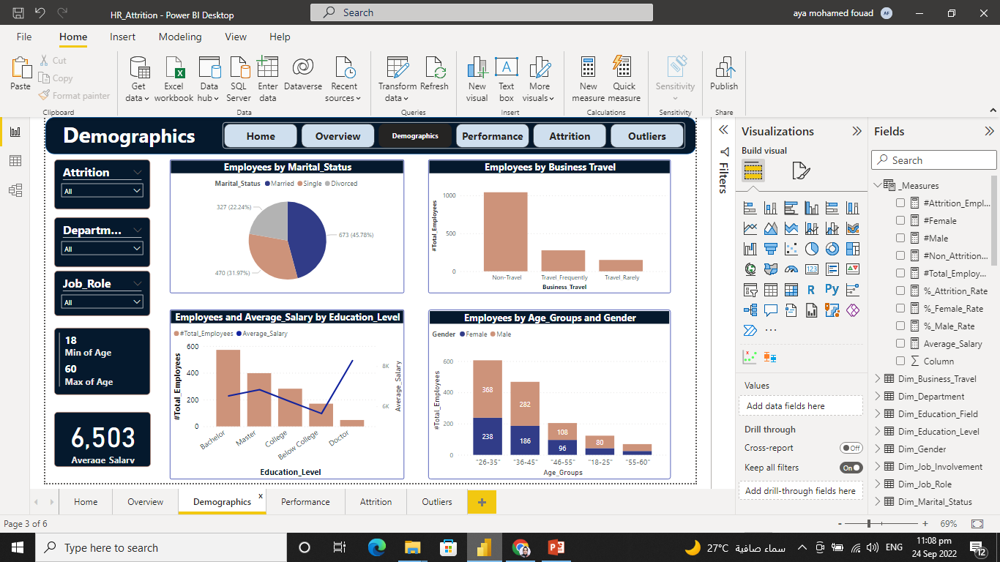 HR_Attrition - Power BI Desktop
Search
aya mohamed fouad
AF
File Home Insert Modeling View Help
Paste
Cut
Copy
Format painter
Clipboard
Get data
Excel workbook
Data hub
SQL Server
Enter data
Dataverse
Recent sources
Data
Transform data
Refresh
Queries
New visual
Text box
More visuals
Insert
New measure
Quick measure
Calculations
Sensitivity
Sensitivity
Publish
Share
Demographics
Home Overview Demographics Performance Attrition Outliers
Attrition
All
Departm...
All
Job_Role
All
18
Min of Age
60
Max of Age
6,503
Average Salary
Employees by Marital_Status
Marital_Status Married Single Divorced
327 (22.24%)
673 (45.78%)
470 (31.97%)
Employees by Business Travel
#Total_Employees
1000
500
0
Non-Travel Travel_Frequently Travel_Rarely
Business_Travel
Employees and Average_Salary by Education_Level
#Total_Employees Average_Salary
#Total_Employees
600
400
200
0
8K
6K
Average_Salary
Bachelor Master College Below College Doctor
Education_Level
Employees by Age_Groups and Gender
Gender Female Male
#Total_Employees
600
400
200
0
368
238
282
186
108
96
80
"26-35" "36-45" "46-55" "18-25" "55-60"
Age_Groups
Filters
Visualizations
Build visual
R Py
123
Values
Add data fields here
Drill through
Cross-report Off
Keep all filters On
Add drill-through fields here
Fields
Search
_Measures
#Attrition_Empl...
#Female
#Male
#Non_Attrition...
#Total_Employ...
%_Attrition_Rate
%_Female_Rate
%_Male_Rate
Average_Salary
Column
Dim_Business_Travel
Dim_Department
Dim_Education_Field
Dim_Education_Level
Dim_Gender
Dim_Job_Involvement
Dim_Job_Role
Dim_Marital_Status
Home Overview Demographics x Performance Attrition Outliers +
Page 3 of 6
- + 69%
Type here to search
27°C سماء صافية
ENG
11:08 pm
24 Sep 2022
12